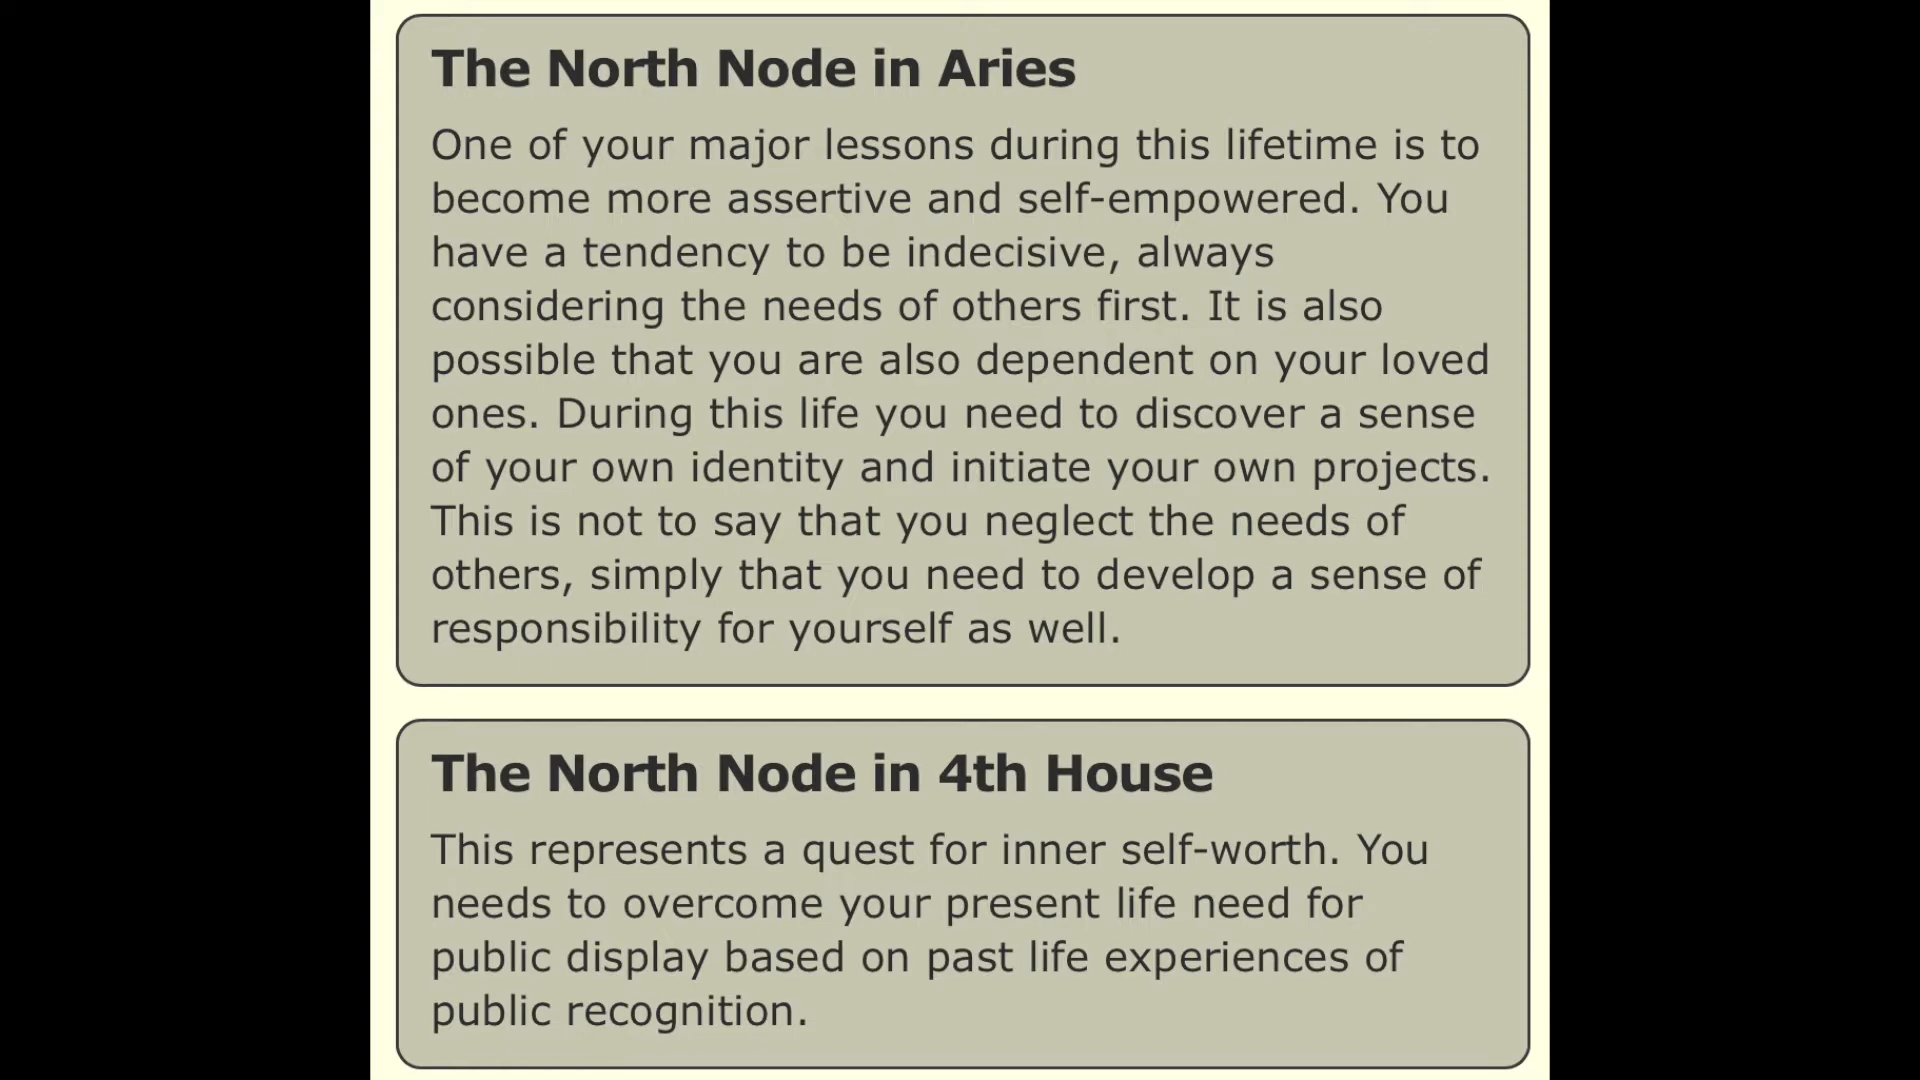 The North Node in Aries
One of your major lessons during this lifetime is to
become more assertive and self-empowered. You
have a tendency to be indecisive, always
considering the needs of others first. It is also
possible that you are also dependent on your loved
ones. During this life you need to discover a sense
of your own identity and initiate your own projects.
This is not to say that you neglect the needs of
others, simply that you need to develop a sense of
responsibility for yourself as well.
The North Node in 4th House
This represents a quest for inner self-worth. You
needs to overcome your present life need for
public display based on past life experiences of
public recognition.